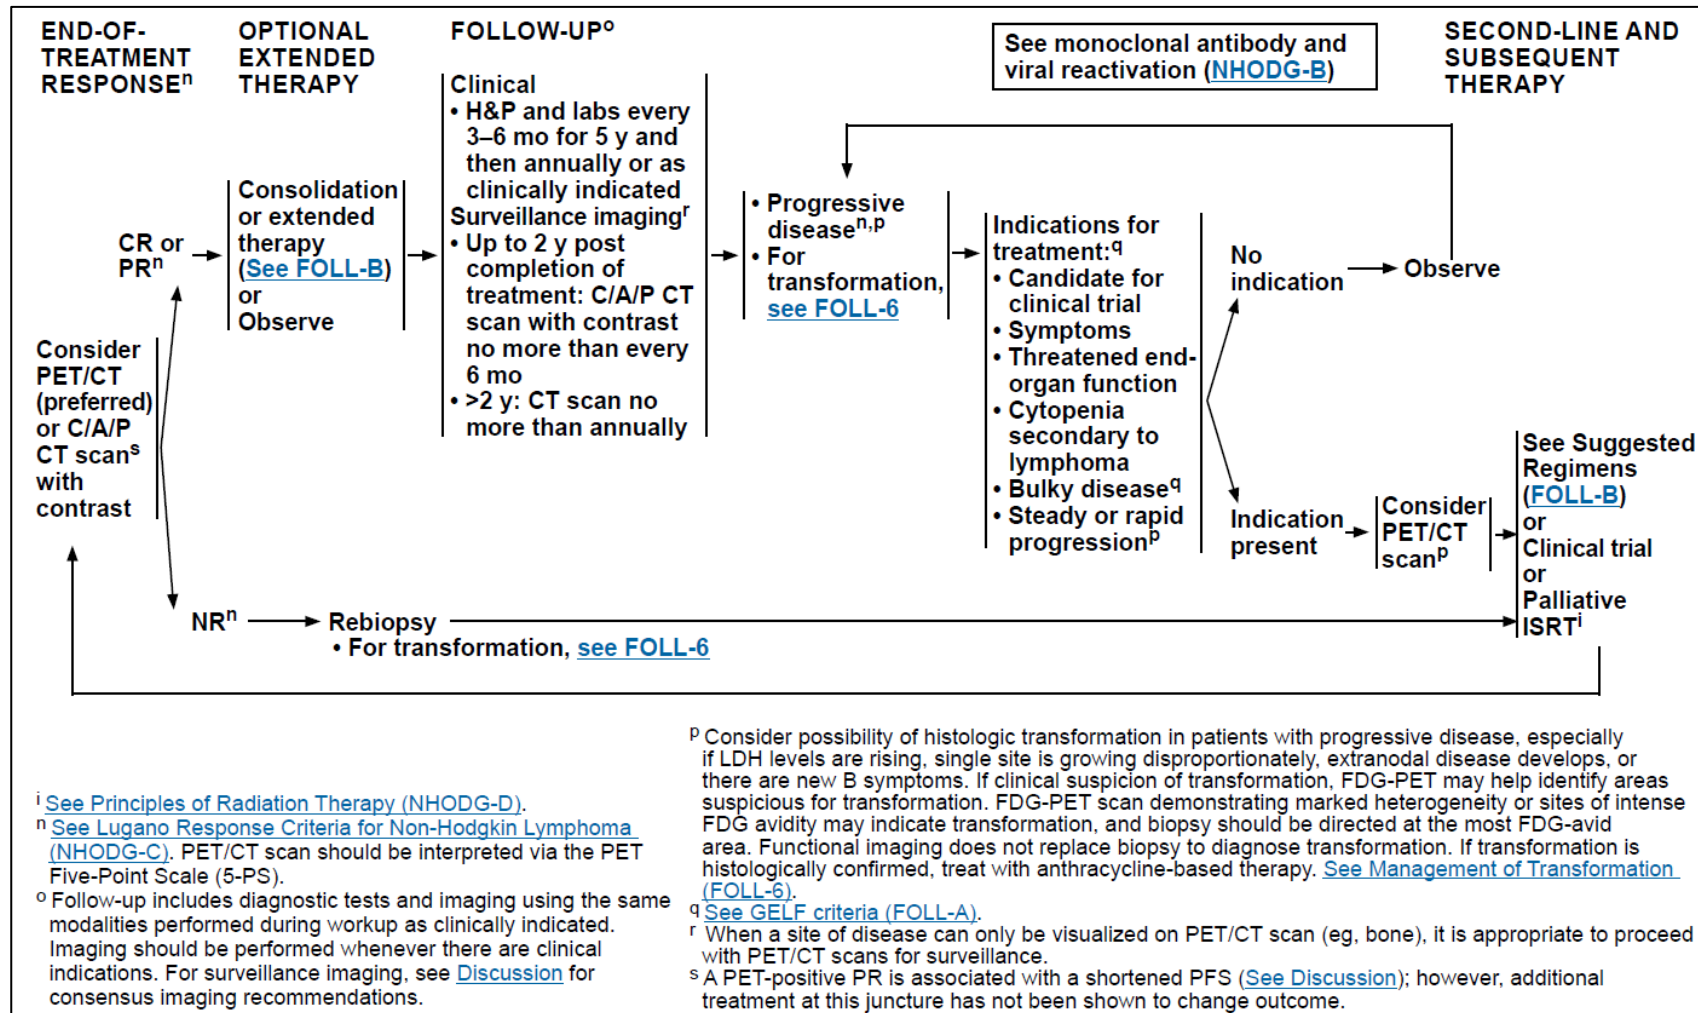 END-OF-
TREATMENT
RESPONSEn
OPTIONAL
EXTENDED
THERAPY
FOLLOW-UPo
See monoclonal antibody and
viral reactivation (NHODG-B)
SECOND-LINE AND
SUBSEQUENT
THERAPY
Consider
PET/CT
(preferred)
or C/A/P
CT scans
with
contrast
CR or
PRn
Consolidation
or extended
therapy
(See FOLL-B)
or
Observe
Clinical
• H&P and labs every
3–6 mo for 5 y and
then annually or as
clinically indicated
Surveillance imagingr
• Up to 2 y post
completion of
treatment: C/A/P CT
scan with contrast
no more than every
6 mo
• >2 y: CT scan no
more than annually
• Progressive
diseasen,p
• For
transformation,
see FOLL-6
Indications for
treatment:q
• Candidate for
clinical trial
• Symptoms
• Threatened end-
organ function
• Cytopenia
secondary to
lymphoma
• Bulky diseaseq
• Steady or rapid
progressionp
No
indication
Observe
Indication
present
Consider
PET/CT
scanp
See Suggested
Regimens
(FOLL-B)
or
Clinical trial
or
Palliative
ISRTi
NRn
Rebiopsy
• For transformation, see FOLL-6
i See Principles of Radiation Therapy (NHODG-D).
n See Lugano Response Criteria for Non-Hodgkin Lymphoma
(NHODG-C). PET/CT scan should be interpreted via the PET
Five-Point Scale (5-PS).
o Follow-up includes diagnostic tests and imaging using the same
modalities performed during workup as clinically indicated.
Imaging should be performed whenever there are clinical
indications. For surveillance imaging, see Discussion for
consensus imaging recommendations.
p Consider possibility of histologic transformation in patients with progressive disease, especially
if LDH levels are rising, single site is growing disproportionately, extranodal disease develops, or
there are new B symptoms. If clinical suspicion of transformation, FDG-PET may help identify areas
suspicious for transformation. FDG-PET scan demonstrating marked heterogeneity or sites of intense
FDG avidity may indicate transformation, and biopsy should be directed at the most FDG-avid
area. Functional imaging does not replace biopsy to diagnose transformation. If transformation is
histologically confirmed, treat with anthracycline-based therapy. See Management of Transformation
(FOLL-6).
q See GELF criteria (FOLL-A).
r When a site of disease can only be visualized on PET/CT scan (eg, bone), it is appropriate to proceed
with PET/CT scans for surveillance.
s A PET-positive PR is associated with a shortened PFS (See Discussion); however, additional
treatment at this juncture has not been shown to change outcome.